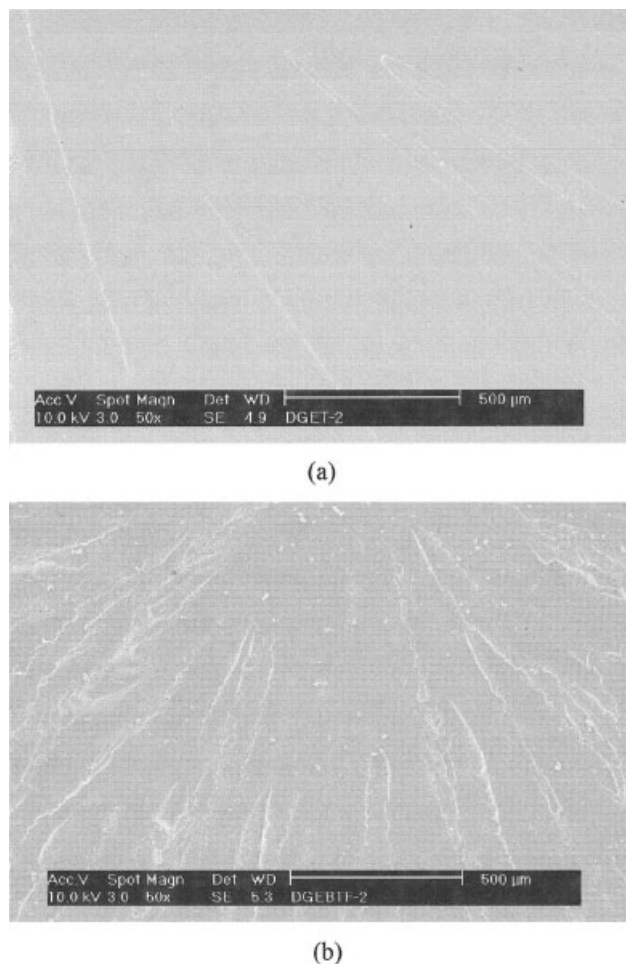 Acc.V Spot Magn Det WD 500 µm
10.0 kV 3.0 50x SE 4.9 DGET-2
(a)
Acc.V Spot Magn Det WD 500 µm
10.0 kV 3.0 50x SE 5.3 DGEBTF-2
(b)